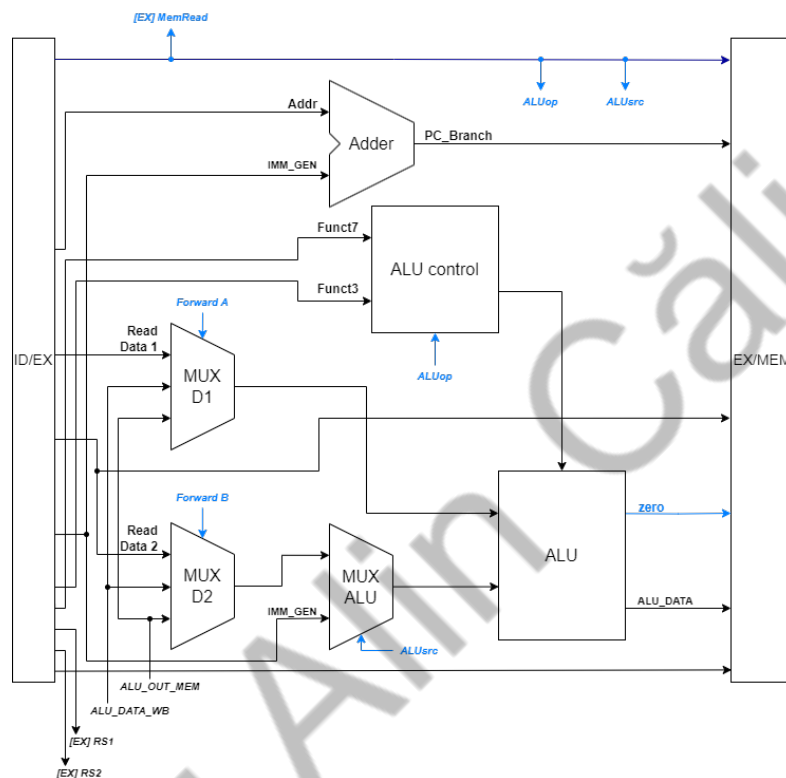 [EX] MemRead
ALUop
ALUsrc
Addr
Adder
PC_Branch
IMM_GEN
Funct7
ALU control
Funct3
Forward A
ID/EX
Read
Data 1
MUX
D1
ALUop
EX/MEM
Forward B
Read
Data 2
MUX
D2
MUX
ALU
IMM_GEN
ALUsrc
ALU
zero
ALU_DATA
ALU_OUT_MEM
ALU_DATA_WB
[EX] RS1
[EX] RS2
Alin Căli